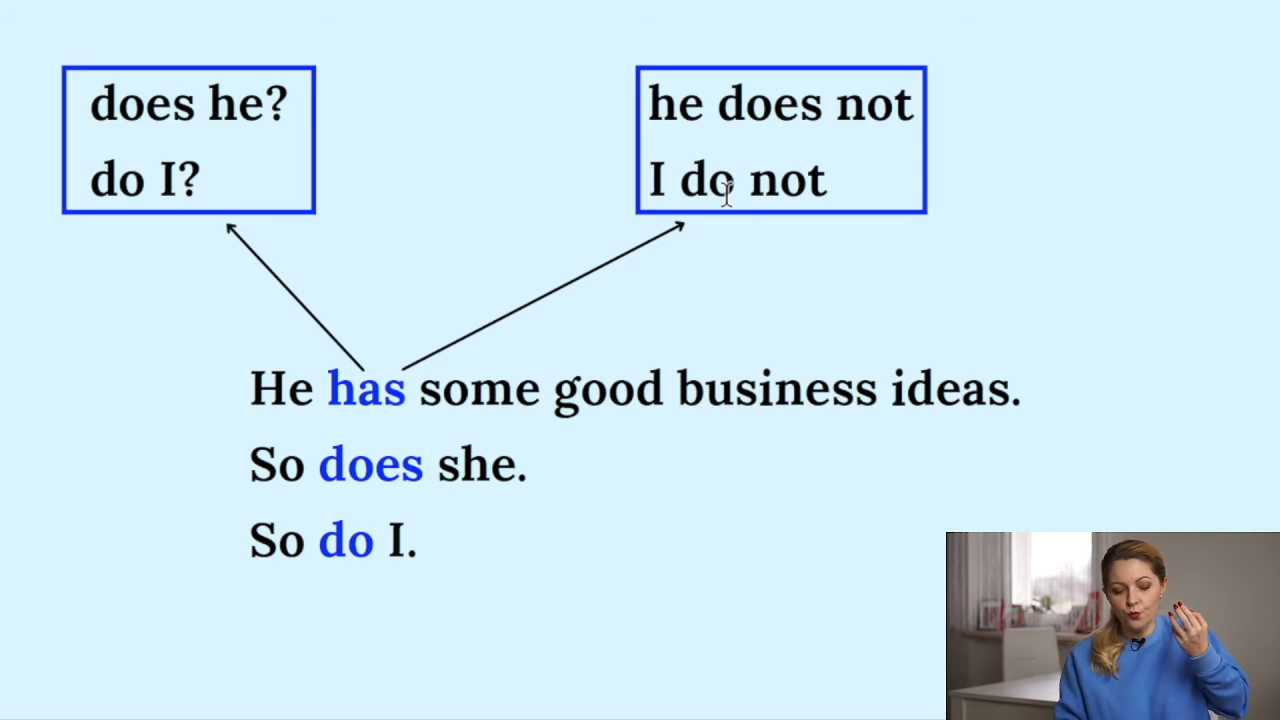 does he?
do I?
he does not
I do not
He has some good business ideas.
So does she.
So do I.